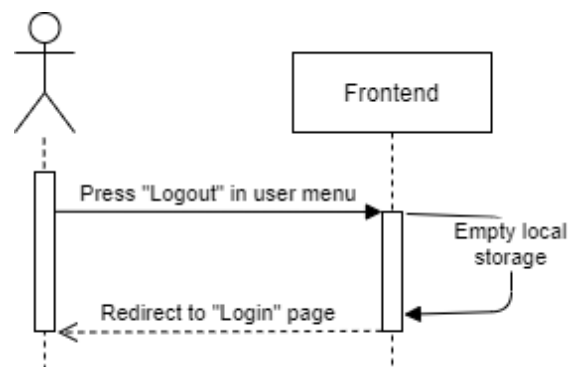 Frontend
Press "Logout" in user menu
Empty local
storage
Redirect to "Login" page